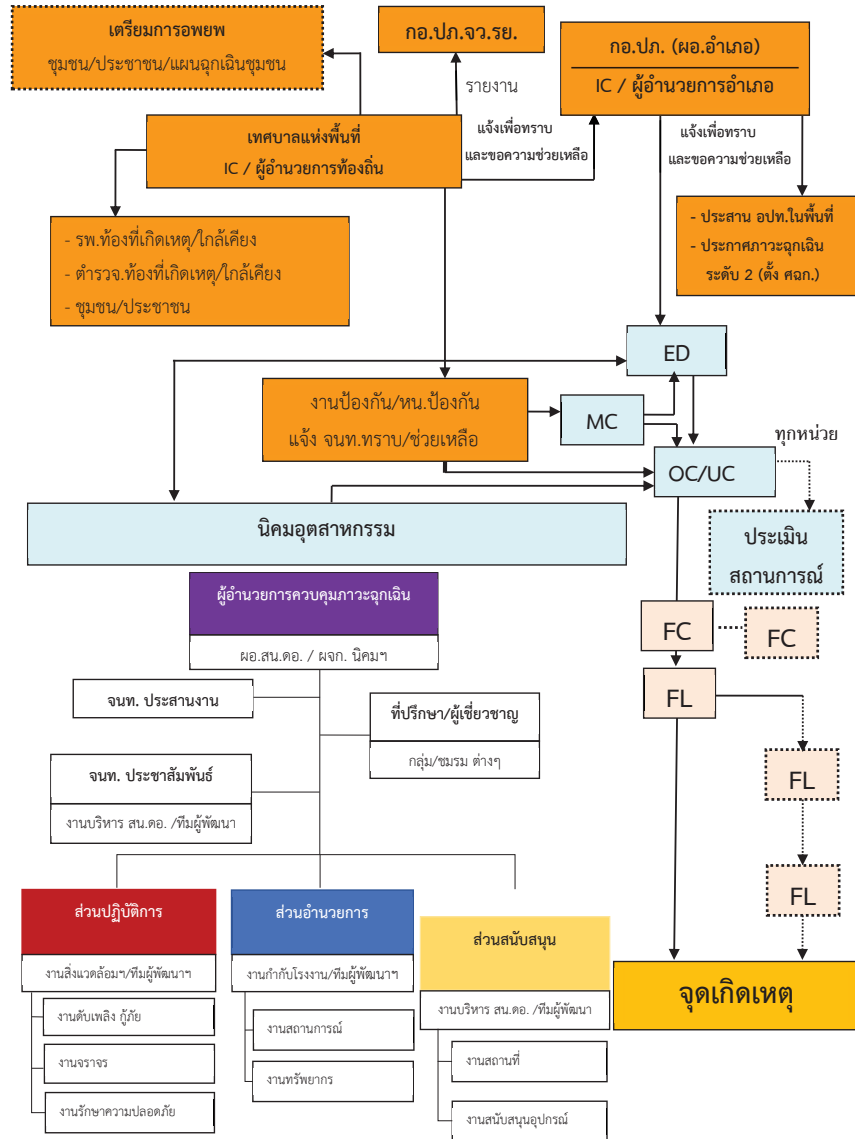 เตรียมการอพยพ
ชุมชน/ประชาชน/แผนฉุกเฉินชุมชน
กอ.ปภ.จว.รย.
กอ.ปภ. (ผอ.อำเภอ)
IC / ผู้อำนวยการอำเภอ
รายงาน
แจ้งเพื่อทราบ
และขอความช่วยเหลือ
แจ้งเพื่อทราบ
และขอความช่วยเหลือ
เทศบาลแห่งพื้นที่
IC / ผู้อำนวยการท้องถิ่น
- รพ.ท้องที่เกิดเหตุ/ใกล้เคียง
- ตำรวจ.ท้องที่เกิดเหตุ/ใกล้เคียง
- ชุมชน/ประชาชน
- ประสาน อปท.ในพื้นที่
- ประกาศภาวะฉุกเฉิน
ระดับ 2 (ตั้ง ศฉก.)
ED
งานป้องกัน/หน.ป้องกัน
แจ้ง จนท.ทราบ/ช่วยเหลือ
MC
ทุกหน่วย
OC/UC
นิคมอุตสาหกรรม
ประเมิน
สถานการณ์
ผู้อำนวยการควบคุมภาวะฉุกเฉิน
ผอ.สน.ดอ. / ผจก. นิคมฯ
FC
FC
FL
จนท. ประสานงาน
ที่ปรึกษา/ผู้เชี่ยวชาญ
กลุ่ม/ชมรม ต่างๆ
จนท. ประชาสัมพันธ์
งานบริหาร สน.ดอ. /ทีมผู้พัฒนา
FL
FL
ส่วนปฏิบัติการ
งานสิ่งแวดล้อมฯ/ทีมผู้พัฒนาฯ
งานดับเพลิง กู้ภัย
งานจราจร
งานรักษาความปลอดภัย
ส่วนอำนวยการ
งานกำกับโรงงาน/ทีมผู้พัฒนาฯ
งานสถานการณ์
งานทรัพยากร
ส่วนสนับสนุน
งานบริหาร สน.ดอ. /ทีมผู้พัฒนา
งานสถานที่
งานสนับสนุนอุปกรณ์
จุดเกิดเหตุ